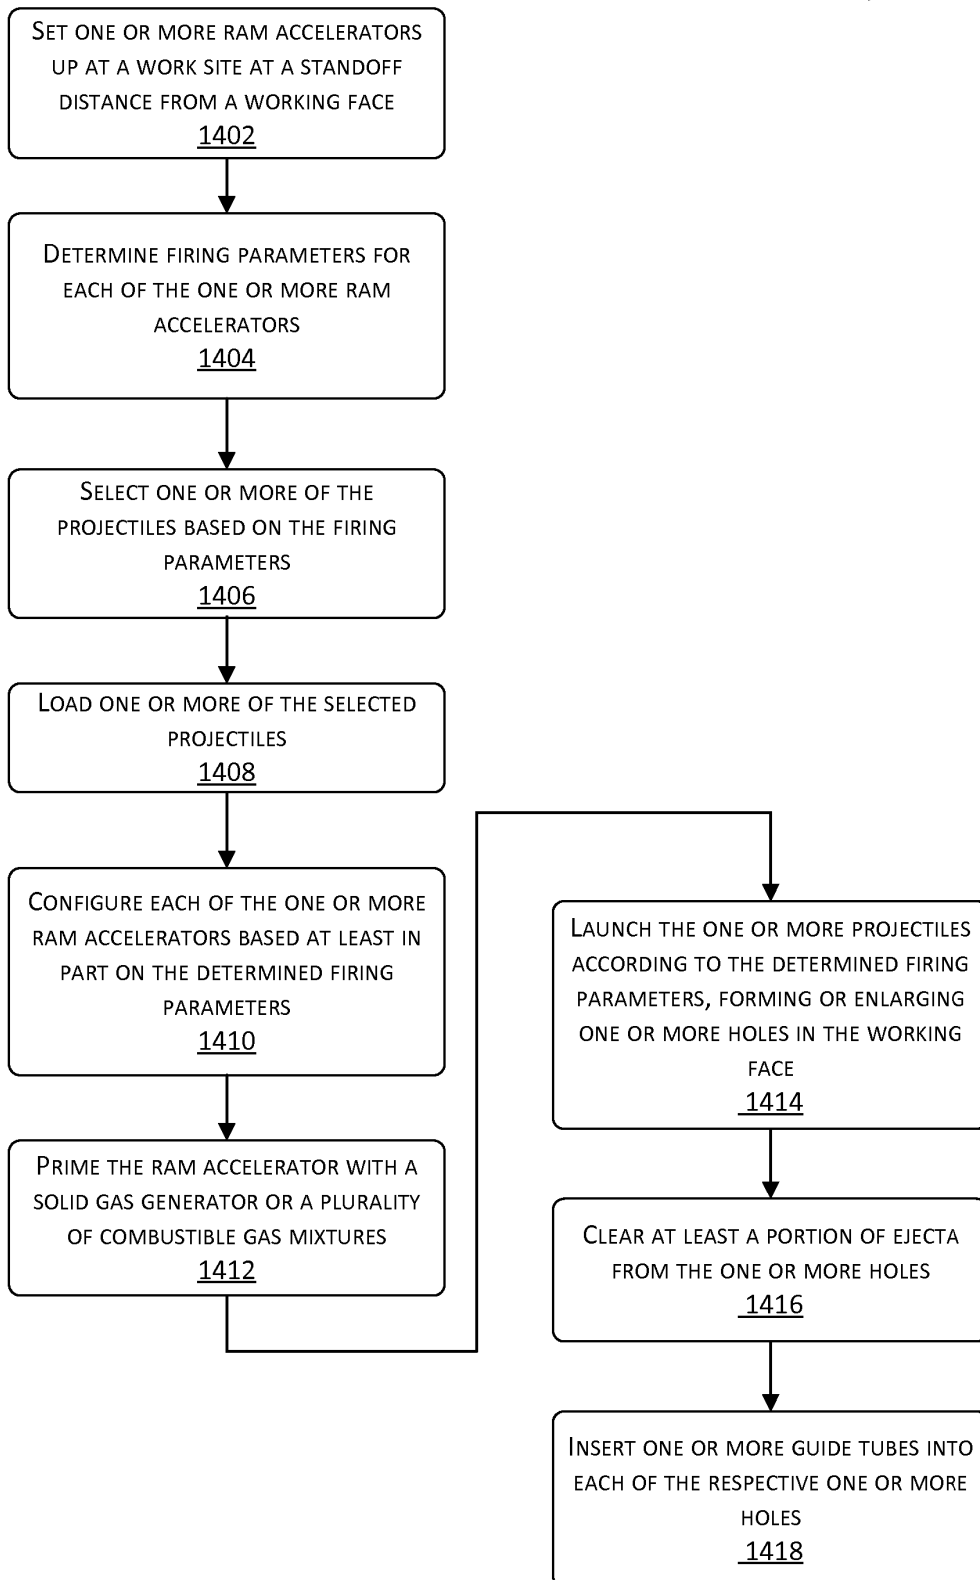 SET ONE OR MORE RAM ACCELERATORS
UP AT A WORK SITE AT A STANDOFF
DISTANCE FROM A WORKING FACE
1402
DETERMINE FIRING PARAMETERS FOR
EACH OF THE ONE OR MORE RAM
ACCELERATORS
1404
SELECT ONE OR MORE OF THE
PROJECTILES BASED ON THE FIRING
PARAMETERS
1406
LOAD ONE OR MORE OF THE SELECTED
PROJECTILES
1408
CONFIGURE EACH OF THE ONE OR MORE
RAM ACCELERATORS BASED AT LEAST IN
PART ON THE DETERMINED FIRING
PARAMETERS
1410
PRIME THE RAM ACCELERATOR WITH A
SOLID GAS GENERATOR OR A PLURALITY
OF COMBUSTIBLE GAS MIXTURES
1412
LAUNCH THE ONE OR MORE PROJECTILES
ACCORDING TO THE DETERMINED FIRING
PARAMETERS, FORMING OR ENLARGING
ONE OR MORE HOLES IN THE WORKING
FACE
1414
CLEAR AT LEAST A PORTION OF EJECTA
FROM THE ONE OR MORE HOLES
1416
INSERT ONE OR MORE GUIDE TUBES INTO
EACH OF THE RESPECTIVE ONE OR MORE
HOLES
1418